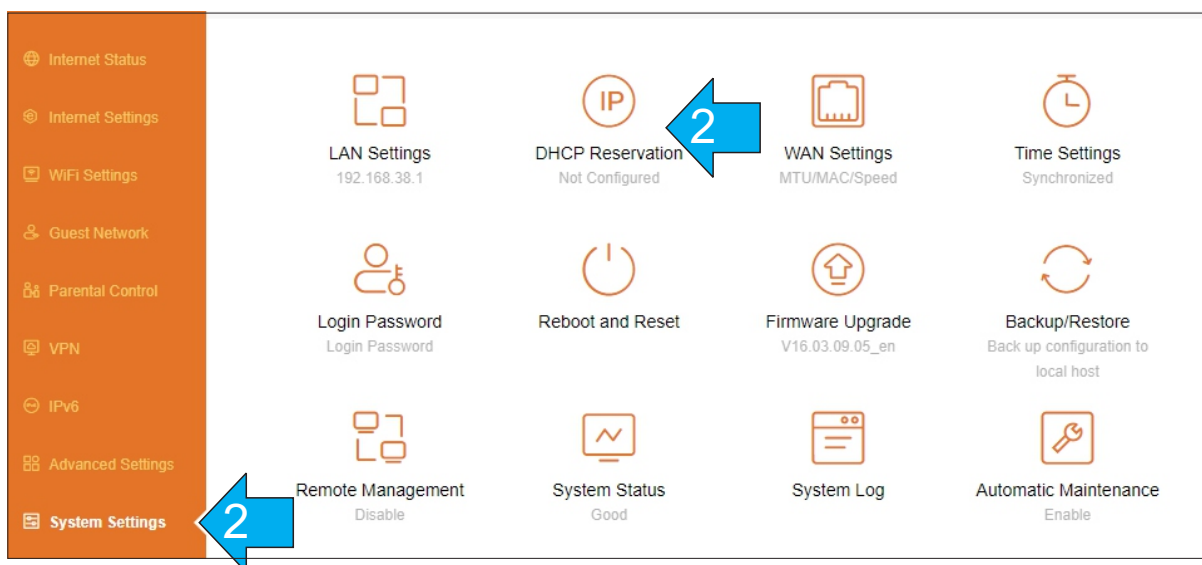 Internet Status
Internet Settings
WiFi Settings
Guest Network
Parental Control
VPN
IPv6
Advanced Settings
System Settings
2
IP
2
LAN Settings
192.168.38.1
DHCP Reservation
Not Configured
WAN Settings
MTU/MAC/Speed
Time Settings
Synchronized
Login Password
Login Password
Reboot and Reset
Firmware Upgrade
V16.03.09.05_en
Backup/Restore
Back up configuration to
local host
Remote Management
Disable
System Status
Good
System Log
Automatic Maintenance
Enable